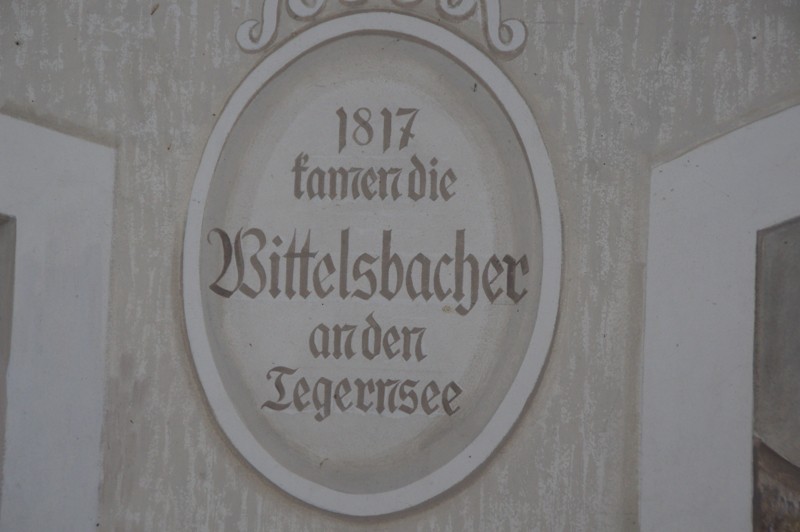 1817
kamen die
Wittelsbacher
an den
Tegernsee